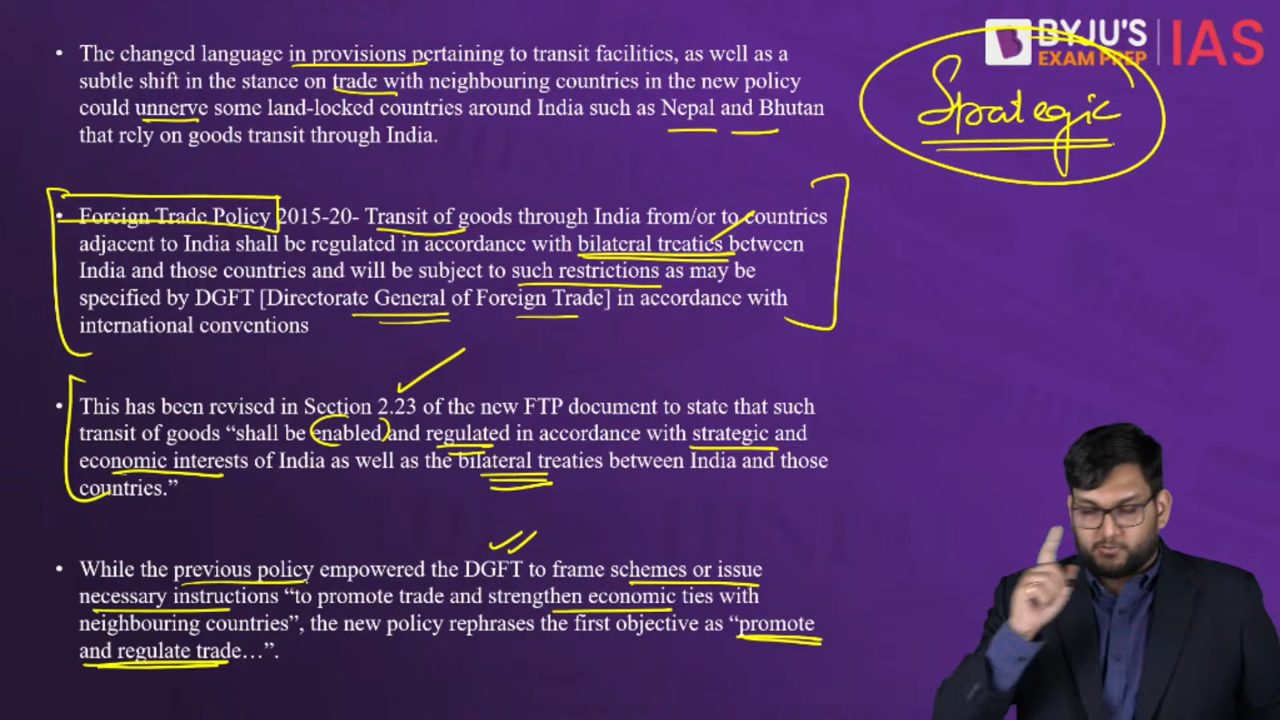 BYJU'S
EXAM PREP
IAS
Strategic
• The changed language in provisions pertaining to transit facilities, as well as a
subtle shift in the stance on trade with neighbouring countries in the new policy
could unnerve some land-locked countries around India such as Nepal and Bhutan
that rely on goods transit through India.
• Foreign Trade Policy 2015-20- Transit of goods through India from/or to countries
adjacent to India shall be regulated in accordance with bilateral treaties between
India and those countries and will be subject to such restrictions as may be
specified by DGFT [Directorate General of Foreign Trade] in accordance with
international conventions
• This has been revised in Section 2.23 of the new FTP document to state that such
transit of goods “shall be enabled and regulated in accordance with strategic and
economic interests of India as well as the bilateral treaties between India and those
countries.”
• While the previous policy empowered the DGFT to frame schemes or issue
necessary instructions “to promote trade and strengthen economic ties with
neighbouring countries”, the new policy rephrases the first objective as “promote
and regulate trade…”.